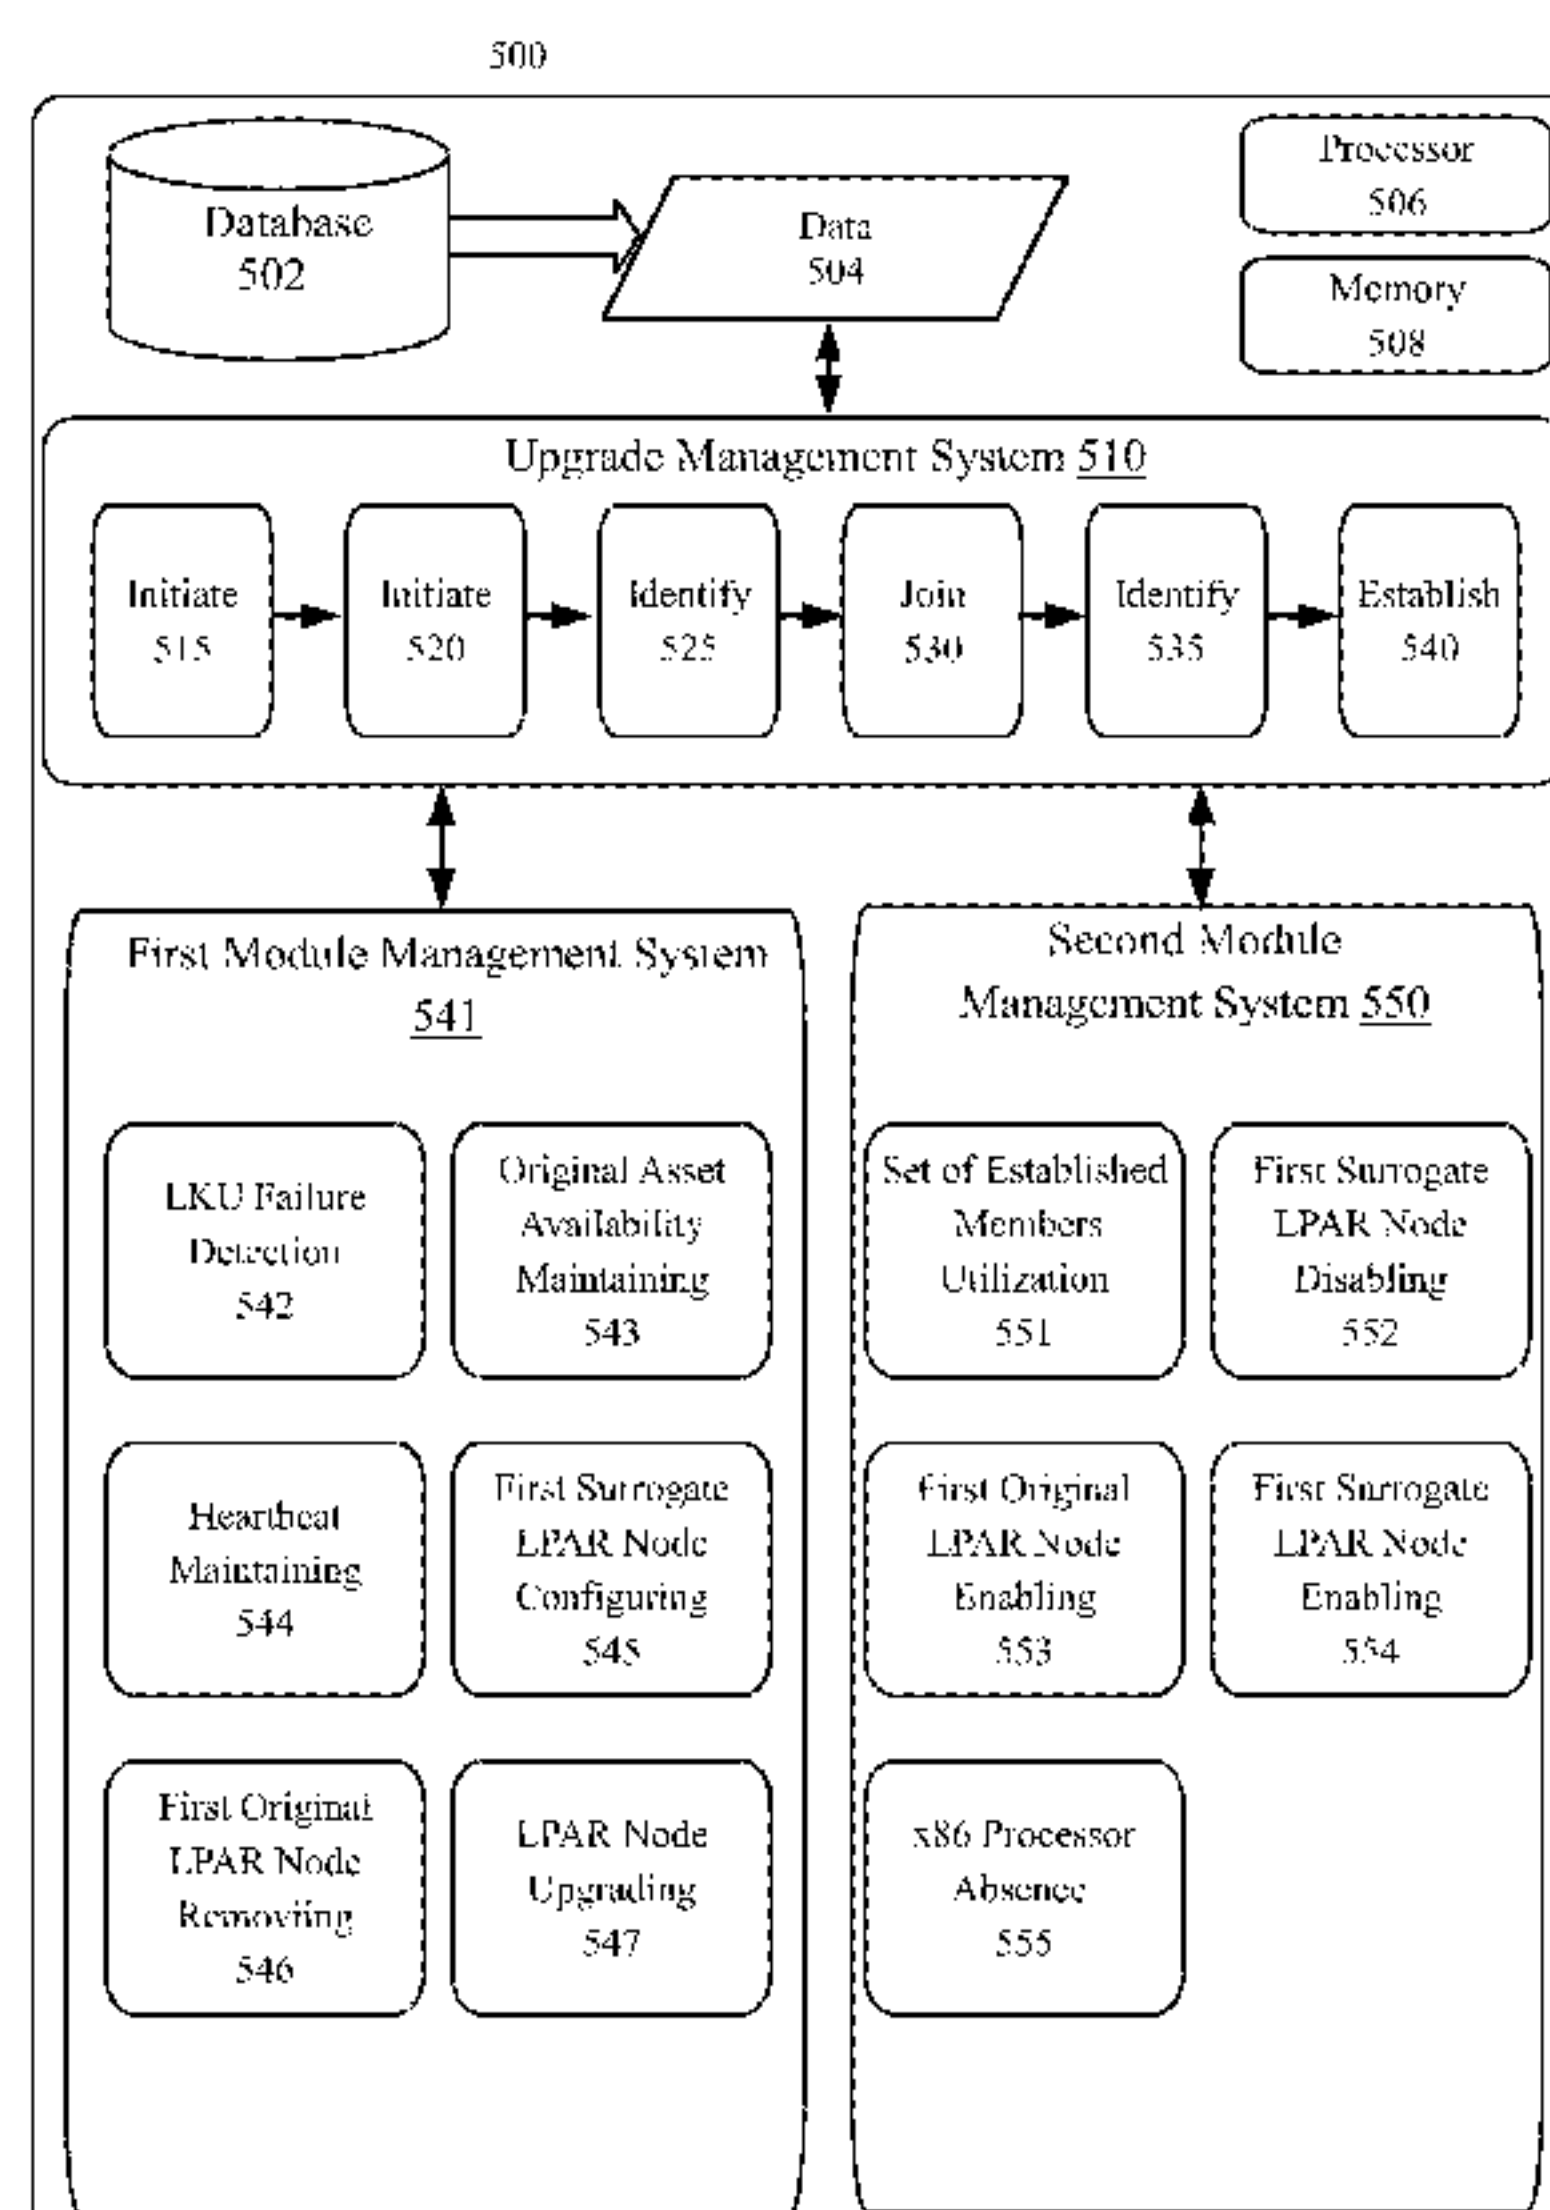 500
Database
502
Data
504
Processor
506
Memory
508
Upgrade Management System 510
Initiate
515
Initiate
520
Identify
525
Join
530
Identify
535
Establish
540
First Module Management System
541
LKU Failure
Detection
542
Original Asset
Availability
Maintaining
543
Heartbeat
Maintaining
544
First Surrogate
LPAR Node
Configuring
545
First Original
LPAR Node
Removiing
546
LPAR Node
Upgrading
547
Second Module
Management System 550
Set of Established
Members
Utilization
551
First Surrogate
LPAR Node
Disabling
552
First Original
LPAR Node
Enabling
553
First Surrogate
LPAR Node
Enabling
554
x86 Processor
Absence
555